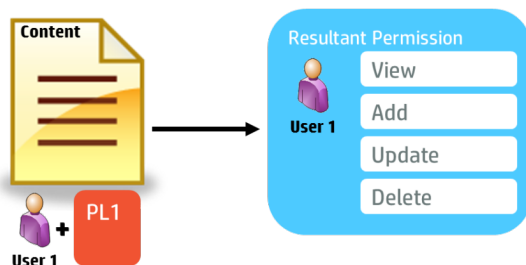 Content
Resultant Permission
View
Add
User 1
Update
Delete
+
PL1
User 1